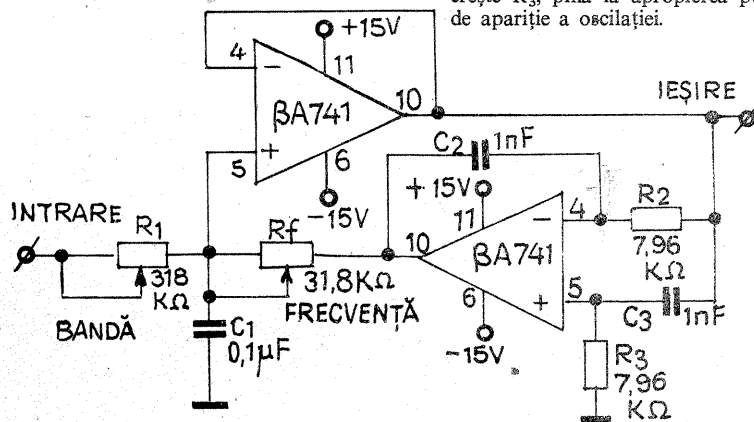 crește R₃, pînă la apropierea p
de apariție a oscilației.
+15V
4
−
11
βA741
10
IEȘIRE
5
+
6
−15V
C2
1nF
+15V
11
−
4
R2
7,96
KΩ
10
βA741
+
5
6
−15V
C3
1nF
R3
7,96
KΩ
INTRARE
R1
318
KΩ
BANDĂ
Rf
31,8KΩ
FRECVENȚĂ
C1
0,1μF